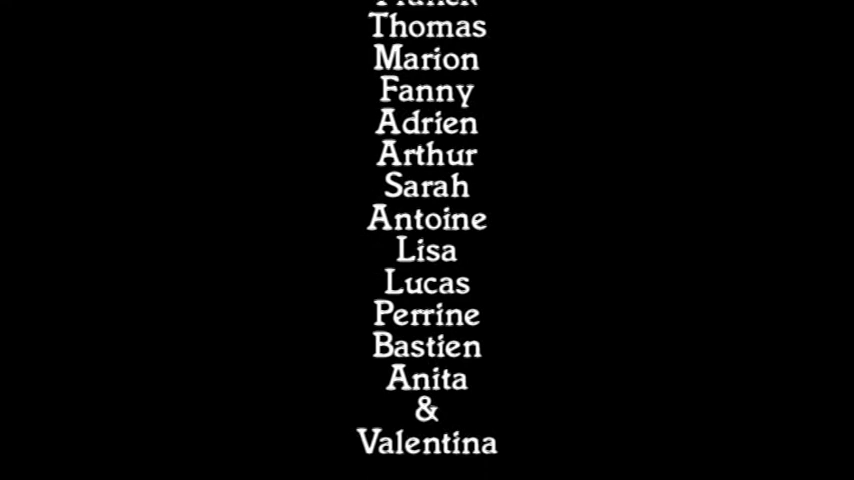 Thomas
Marion
Fanny
Adrien
Arthur
Sarah
Antoine
Lisa
Lucas
Perrine
Bastien
Anita
&
Valentina